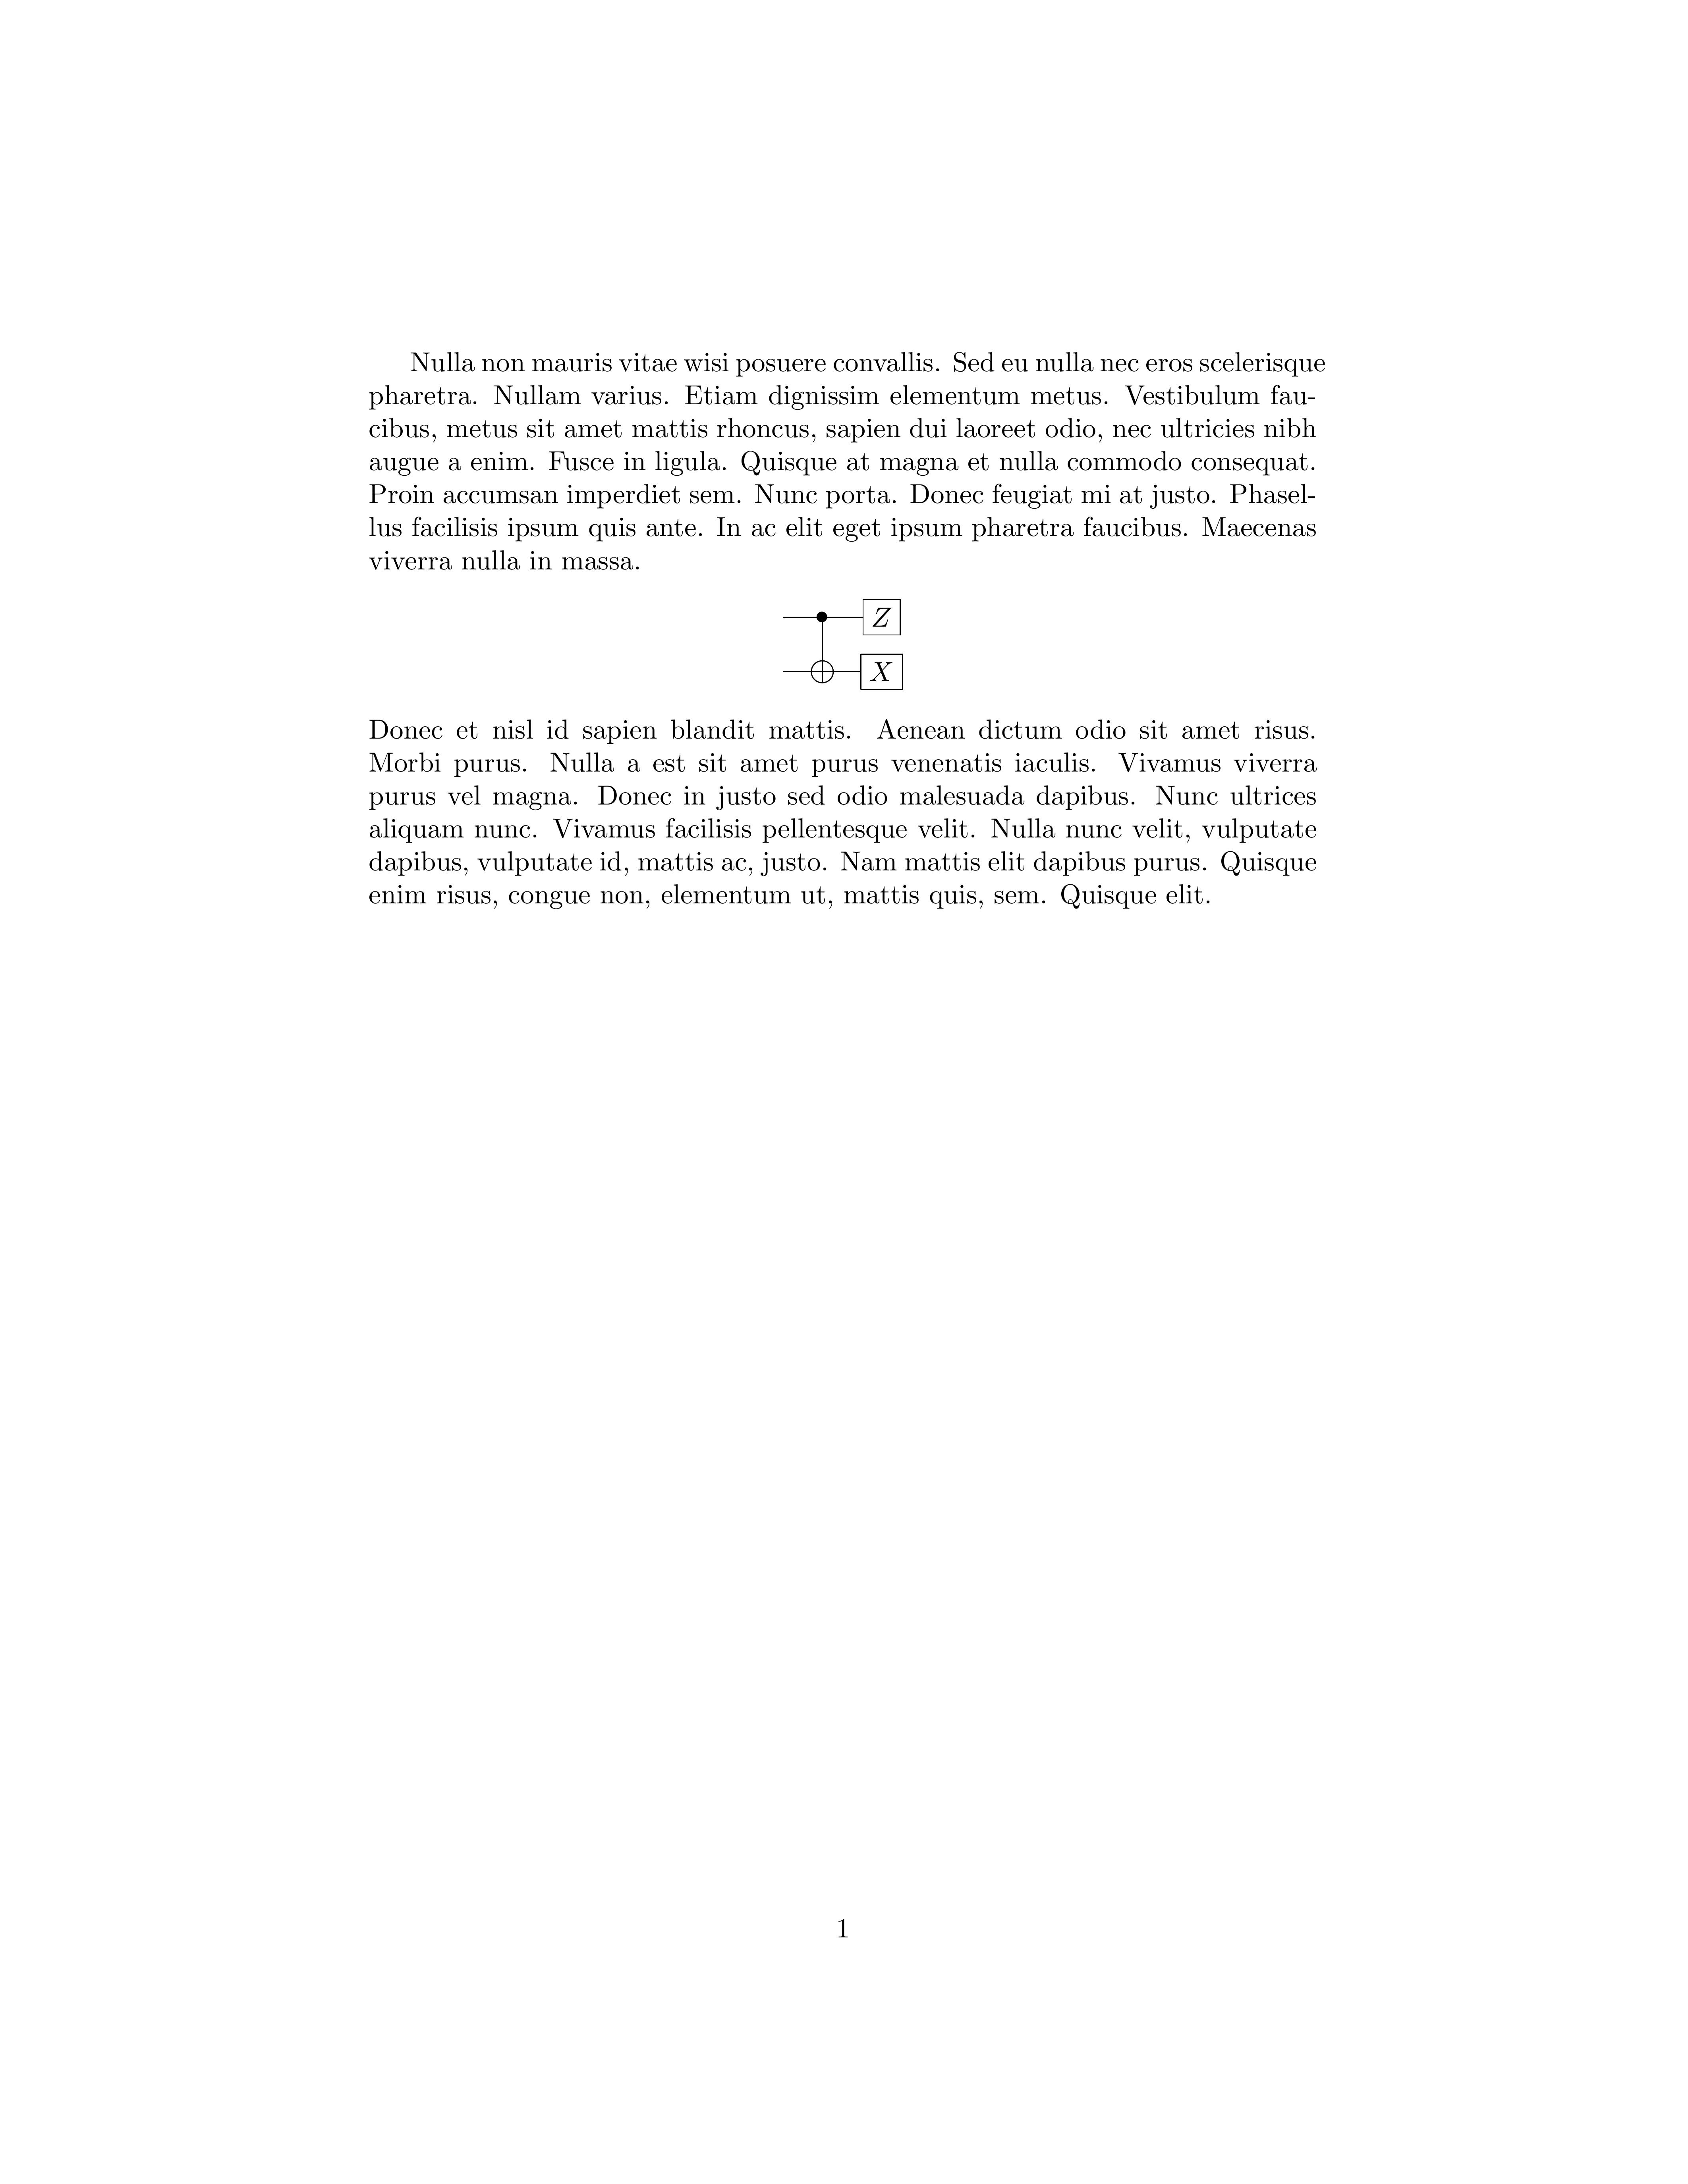 Nulla non mauris vitae wisi posuere convallis. Sed eu nulla nec eros scelerisque
pharetra. Nullam varius. Etiam dignissim elementum metus. Vestibulum fau-
cibus, metus sit amet mattis rhoncus, sapien dui laoreet odio, nec ultricies nibh
augue a enim. Fusce in ligula. Quisque at magna et nulla commodo consequat.
Proin accumsan imperdiet sem. Nunc porta. Donec feugiat mi at justo. Phasel-
lus facilisis ipsum quis ante. In ac elit eget ipsum pharetra faucibus. Maecenas
viverra nulla in massa.
Z
X
Donec et nisl id sapien blandit mattis. Aenean dictum odio sit amet risus.
Morbi purus. Nulla a est sit amet purus venenatis iaculis. Vivamus viverra
purus vel magna. Donec in justo sed odio malesuada dapibus. Nunc ultrices
aliquam nunc. Vivamus facilisis pellentesque velit. Nulla nunc velit, vulputate
dapibus, vulputate id, mattis ac, justo. Nam mattis elit dapibus purus. Quisque
enim risus, congue non, elementum ut, mattis quis, sem. Quisque elit.
1